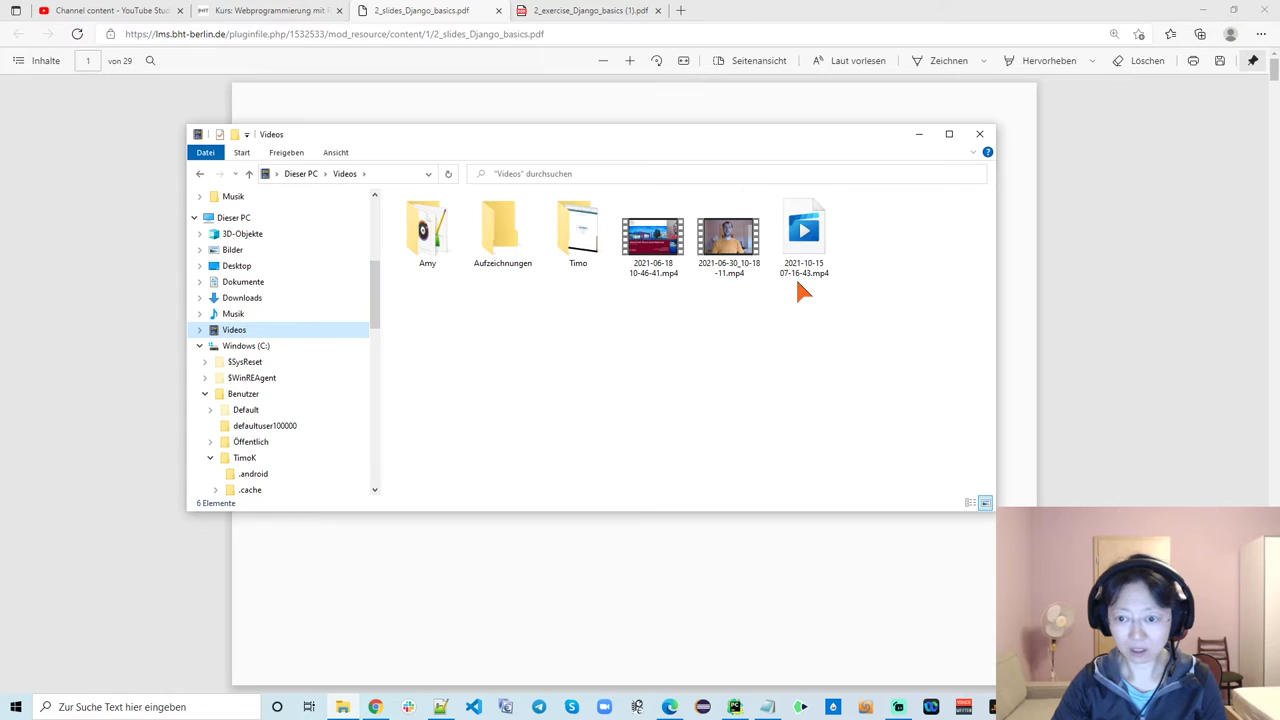 Channel content - YouTube Stud
Kurs: Webprogrammierung mit P
2_slides_Django_basics.pdf
2_exercise_Django_basics (1).pdf
https://lms.bht-berlin.de/pluginfile.php/1532533/mod_resource/content/1/2_slides_Django_basics.pdf
Inhalte
1
von 29
Seitenansicht
Laut vorlesen
Zeichnen
Hervorheben
Löschen
Videos
Datei
Start
Freigeben
Ansicht
Dieser PC
Videos
"Videos" durchsuchen
Musik
Dieser PC
3D-Objekte
Bilder
Desktop
Dokumente
Downloads
Musik
Videos
Windows (C:)
$SysReset
$WinREAgent
Benutzer
Default
defaultuser100000
Öffentlich
TimoK
.android
.cache
Amy
Aufzeichnungen
Timo
2021-06-18
10-46-41.mp4
2021-06-30_10-18
-11.mp4
2021-10-15
07-16-43.mp4
6 Elemente
Zur Suche Text hier eingeben